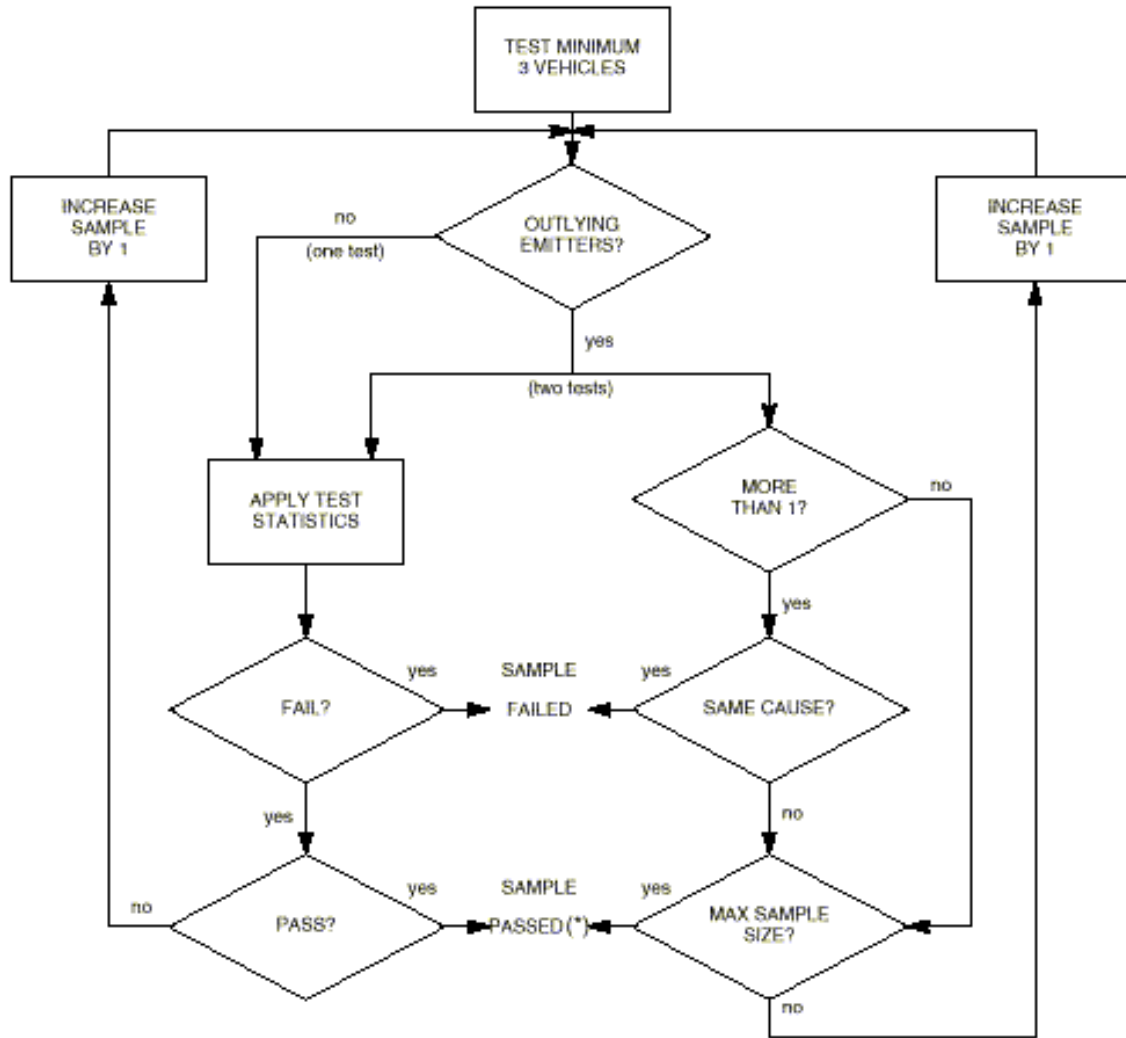 TEST MINIMUM
3 VEHICLES
INCREASE
SAMPLE
BY 1
INCREASE
SAMPLE
BY 1
no
(one test)
OUTLYING
EMITTERS?
yes
(two tests)
APPLY TEST
STATISTICS
MORE
THAN 1?
no
yes
FAIL?
yes
SAMPLE
FAILED
yes
SAME CAUSE?
yes
no
no
PASS?
yes
SAMPLE
PASSED (*)
yes
MAX SAMPLE
SIZE?
no